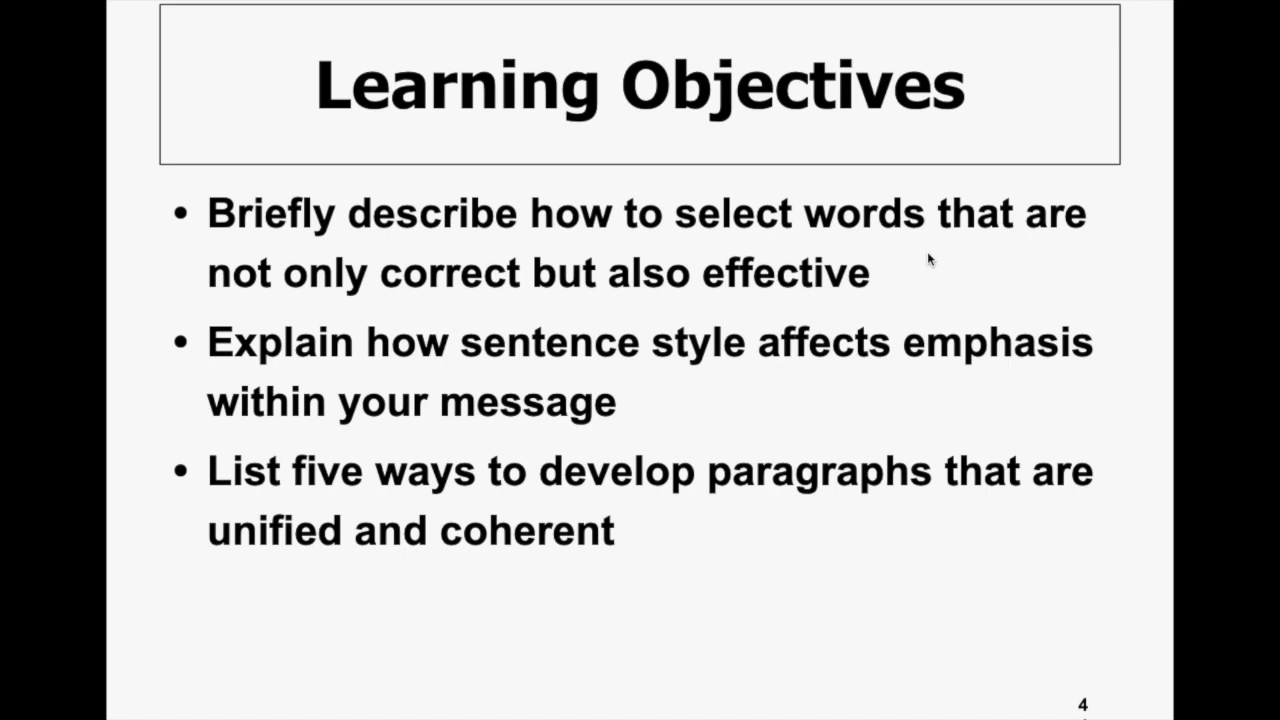 Learning Objectives
• Briefly describe how to select words that are
not only correct but also effective
• Explain how sentence style affects emphasis
within your message
• List five ways to develop paragraphs that are
unified and coherent
4